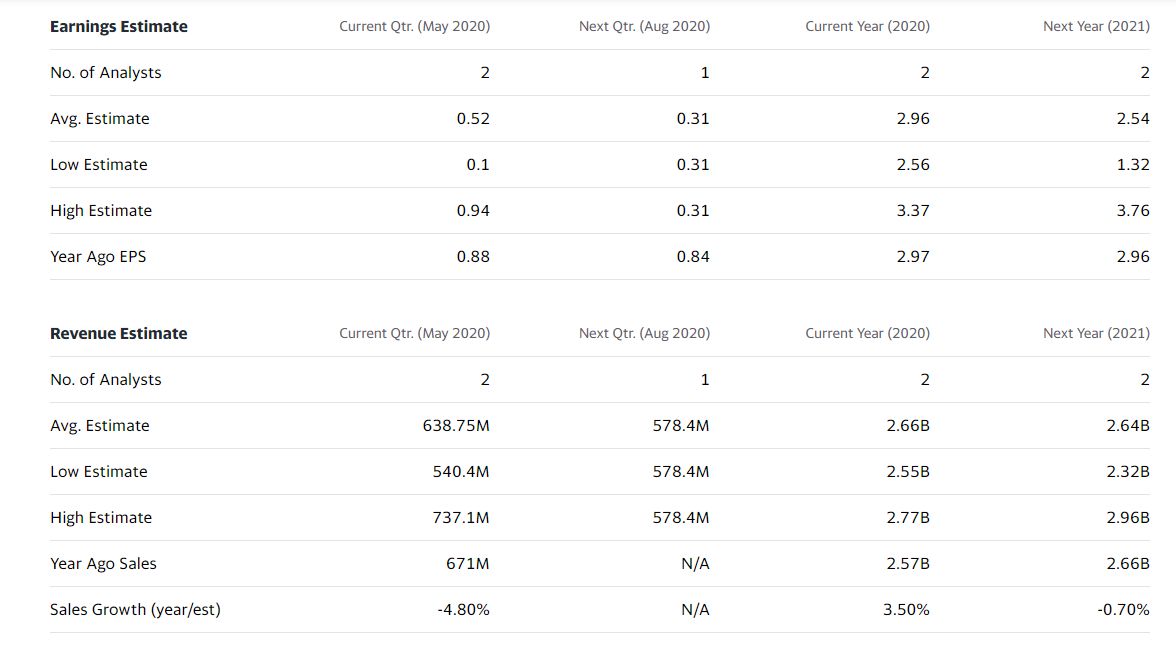 Earnings Estimate Current Qtr. (May 2020) Next Qtr. (Aug 2020) Current Year (2020) Next Year (2021)
No. of Analysts 2 1 2 2
Avg. Estimate 0.52 0.31 2.96 2.54
Low Estimate 0.1 0.31 2.56 1.32
High Estimate 0.94 0.31 3.37 3.76
Year Ago EPS 0.88 0.84 2.97 2.96
Revenue Estimate Current Qtr. (May 2020) Next Qtr. (Aug 2020) Current Year (2020) Next Year (2021)
No. of Analysts 2 1 2 2
Avg. Estimate 638.75M 578.4M 2.66B 2.64B
Low Estimate 540.4M 578.4M 2.55B 2.32B
High Estimate 737.1M 578.4M 2.77B 2.96B
Year Ago Sales 671M N/A 2.57B 2.66B
Sales Growth (year/est) -4.80% N/A 3.50% -0.70%